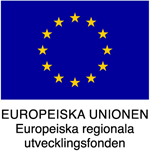 EUROPEISKA UNIONEN
Europeiska regionala
utvecklingsfonden